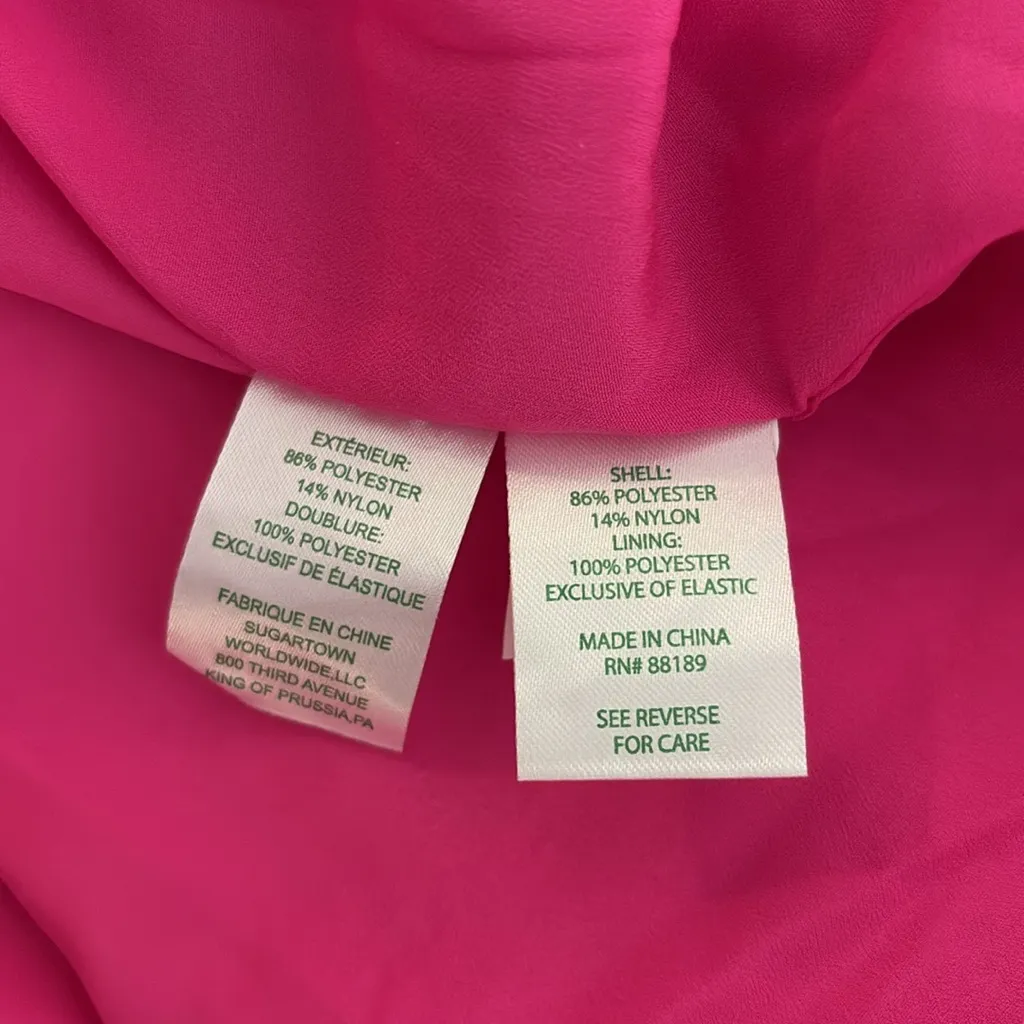 EXTÉRIEUR:
86% POLYESTER
14% NYLON
DOUBLURE:
100% POLYESTER
EXCLUSIF DE ÉLASTIQUE
FABRIQUE EN CHINE
SUGARTOWN
WORLDWIDE,LLC
800 THIRD AVENUE
KING OF PRUSSIA,PA
SHELL:
86% POLYESTER
14% NYLON
LINING:
100% POLYESTER
EXCLUSIVE OF ELASTIC
MADE IN CHINA
RN# 88189
SEE REVERSE
FOR CARE